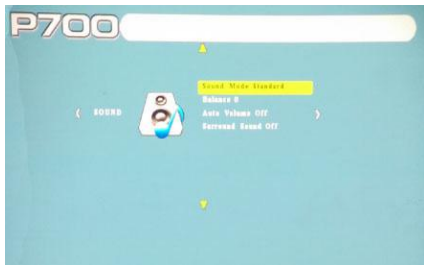 P700
Sound Mode Standard
Balance 0
SOUND
Auto Volume Off
Surround Sound Off